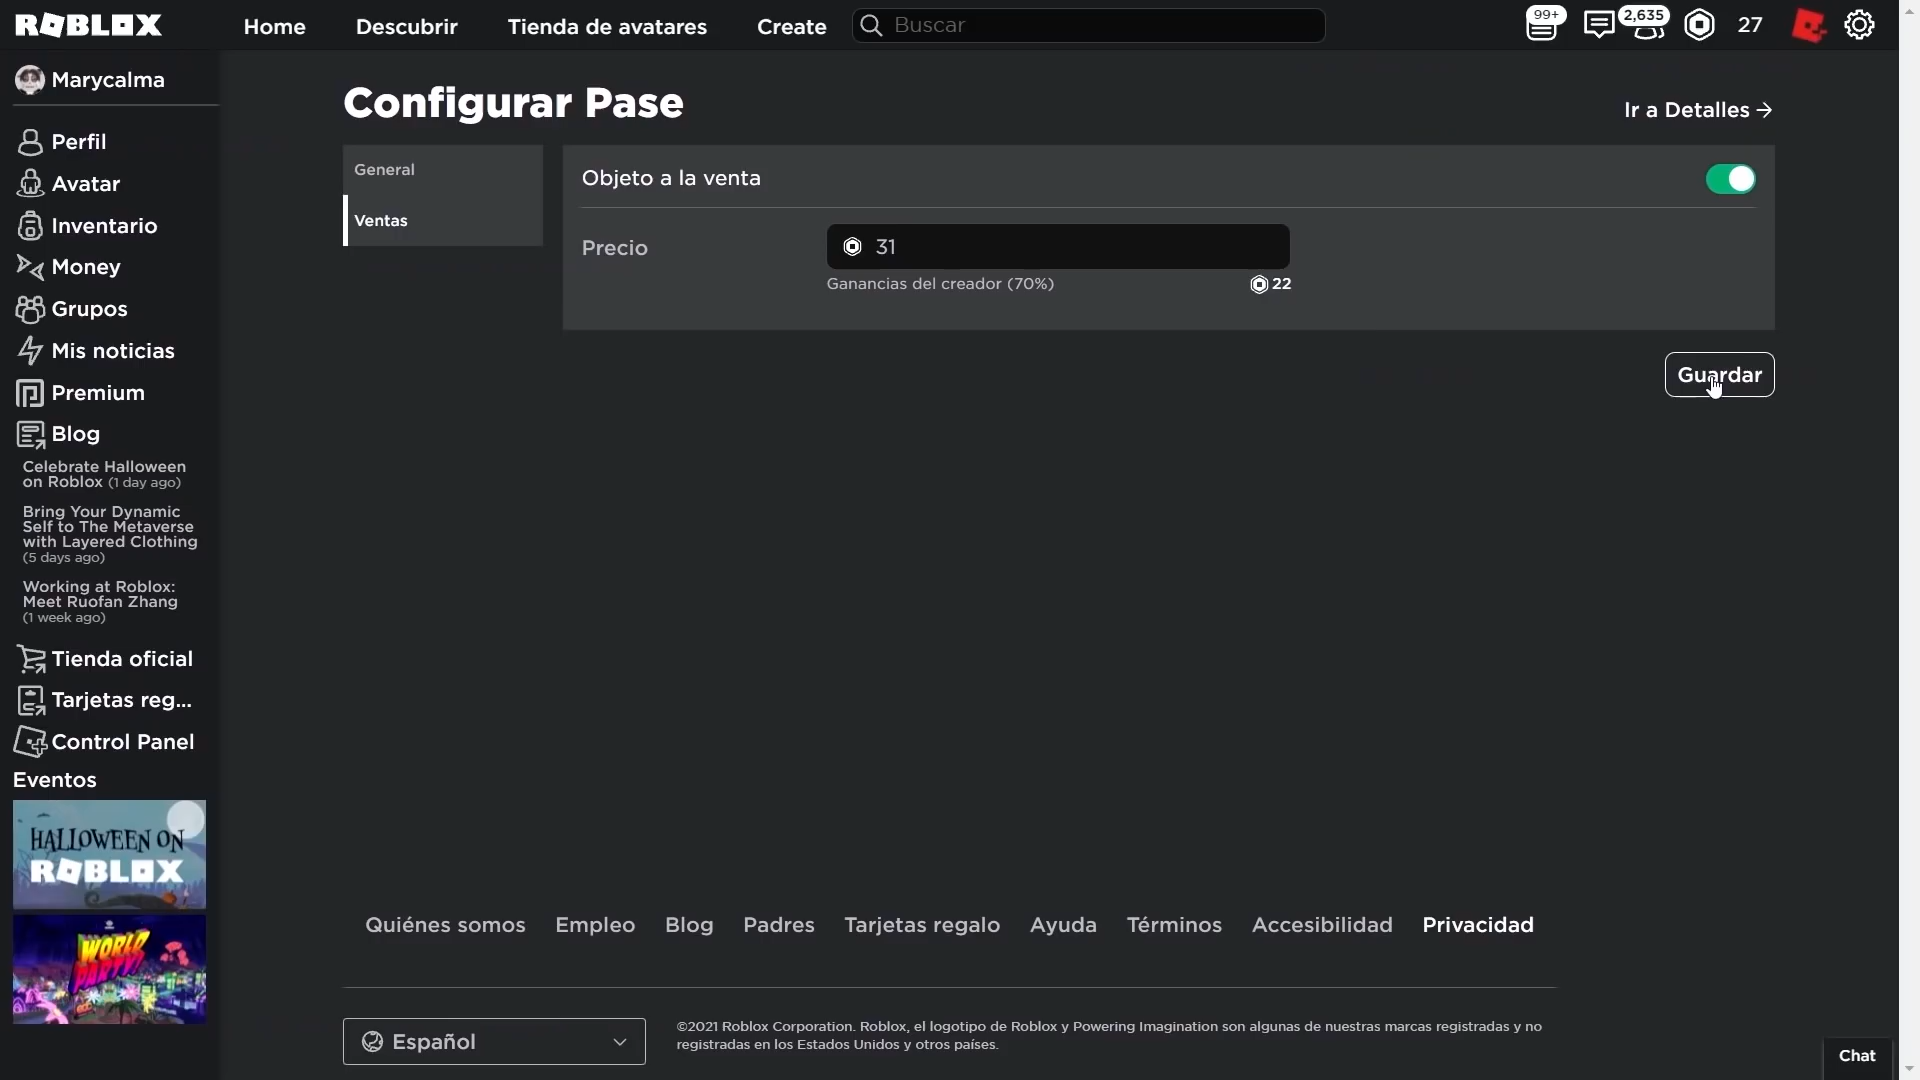 ROBLOX
Home
Descubrir
Tienda de avatares
Create
Buscar
99+
2,635
27
Marycalma
Perfil
Avatar
Inventario
Money
Grupos
Mis noticias
Premium
Blog
Celebrate Halloween
on Roblox (1 day ago)
Bring Your Dynamic
Self to The Metaverse
with Layered Clothing
(5 days ago)
Working at Roblox:
Meet Ruofan Zhang
(1 week ago)
Tienda oficial
Tarjetas reg...
Control Panel
Eventos
HALLOWEEN ON
ROBLOX
WORLD
PARTY!
Configurar Pase
Ir a Detalles
General
Ventas
Objeto a la venta
Precio
31
Ganancias del creador (70%)
22
Guardar
Quiénes somos
Empleo
Blog
Padres
Tarjetas regalo
Ayuda
Términos
Accesibilidad
Privacidad
Español
©2021 Roblox Corporation. Roblox, el logotipo de Roblox y Powering Imagination son algunas de nuestras marcas registradas y no
registradas en los Estados Unidos y otros países.
Chat